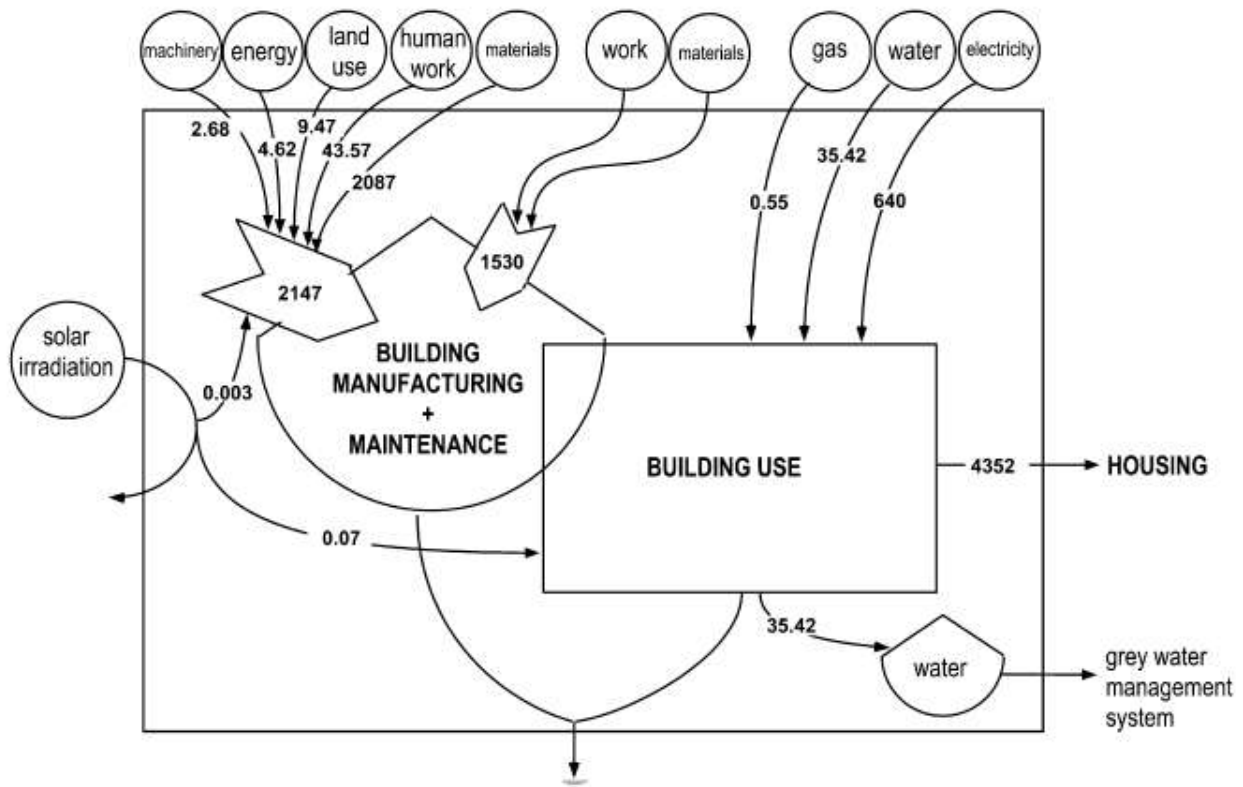 machinery
energy
land
use
human
work
materials
work
materials
gas
water
electricity
2.68
4.62
9.47
43.57
2087
0.55
35.42
640
2147
1530
solar
irradiation
0.003
BUILDING
MANUFACTURING
+
MAINTENANCE
BUILDING USE
4352
HOUSING
0.07
35.42
water
grey water
management
system